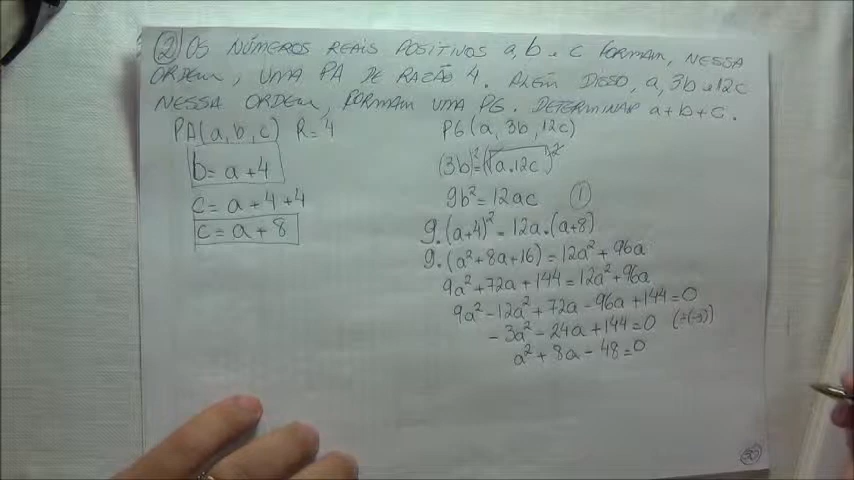 ② OS NÚMEROS REAIS POSITIVOS a, b e c FORMAM, NESSA
ORDEM, UMA PA DE RAZÃO 4. ALÉM DISSO, a, 3b e 12c
NESSA ORDEM, FORMAM UMA PG. DETERMINAR a+b+c.
PA(a, b, c) R=4
b = a+4
c = a+4+4
c = a+8
PG(a, 3b, 12c)
(3b)²=(√a.12c)²
9b²=12ac ①
9.(a+4)²=12a.(a+8)
9.(a²+8a+16)=12a²+96a
9a²+72a+144=12a²+96a
9a²-12a²+72a-96a+144=0
-3a²-24a+144=0 (÷(-3))
a²+8a-48=0